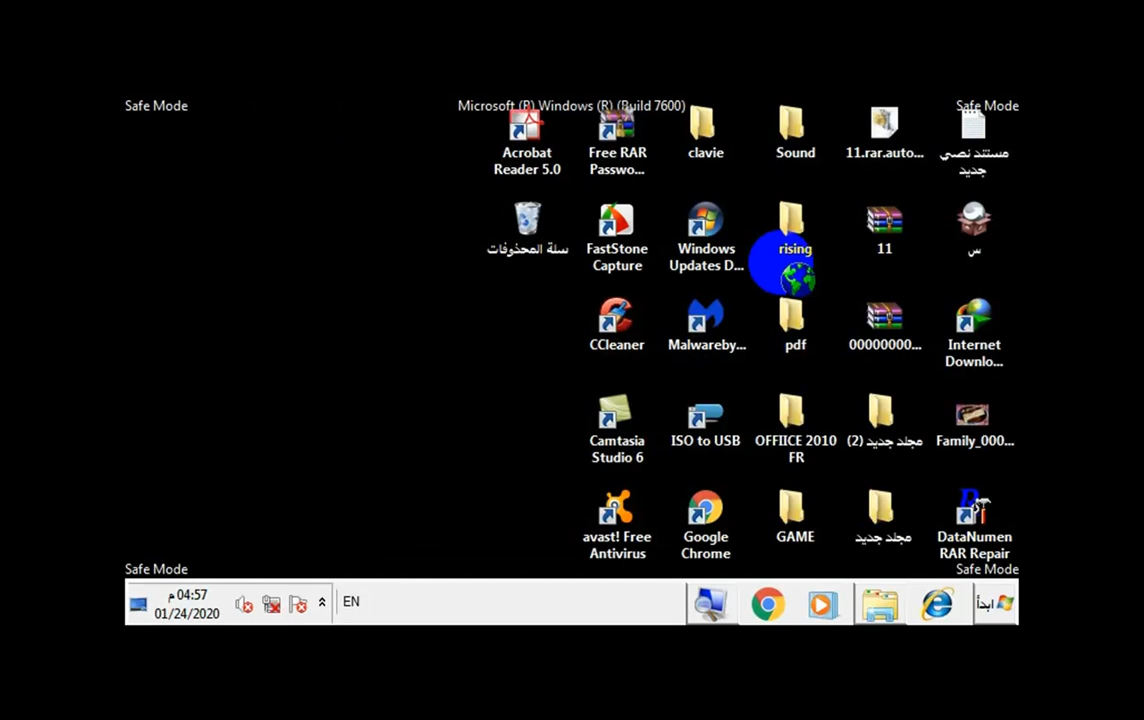 Safe Mode
Microsoft (R) Windows (R) (Build 7600)
Safe Mode
Acrobat
Reader 5.0
Free RAR
Passwo...
clavie
Sound
11.rar.auto...
مستند نصي
جديد
سلة المحذوفات
FastStone
Capture
Windows
Updates D...
rising
11
س
CCleaner
Malwareby...
pdf
00000000...
Internet
Downlo...
Camtasia
Studio 6
ISO to USB
OFFIICE 2010
FR
مجلد جديد (2)
Family_000...
avast! Free
Antivirus
Google
Chrome
GAME
مجلد جديد
DataNumen
RAR Repair
Safe Mode
Safe Mode
04:57 م
01/24/2020
EN
ابدأ